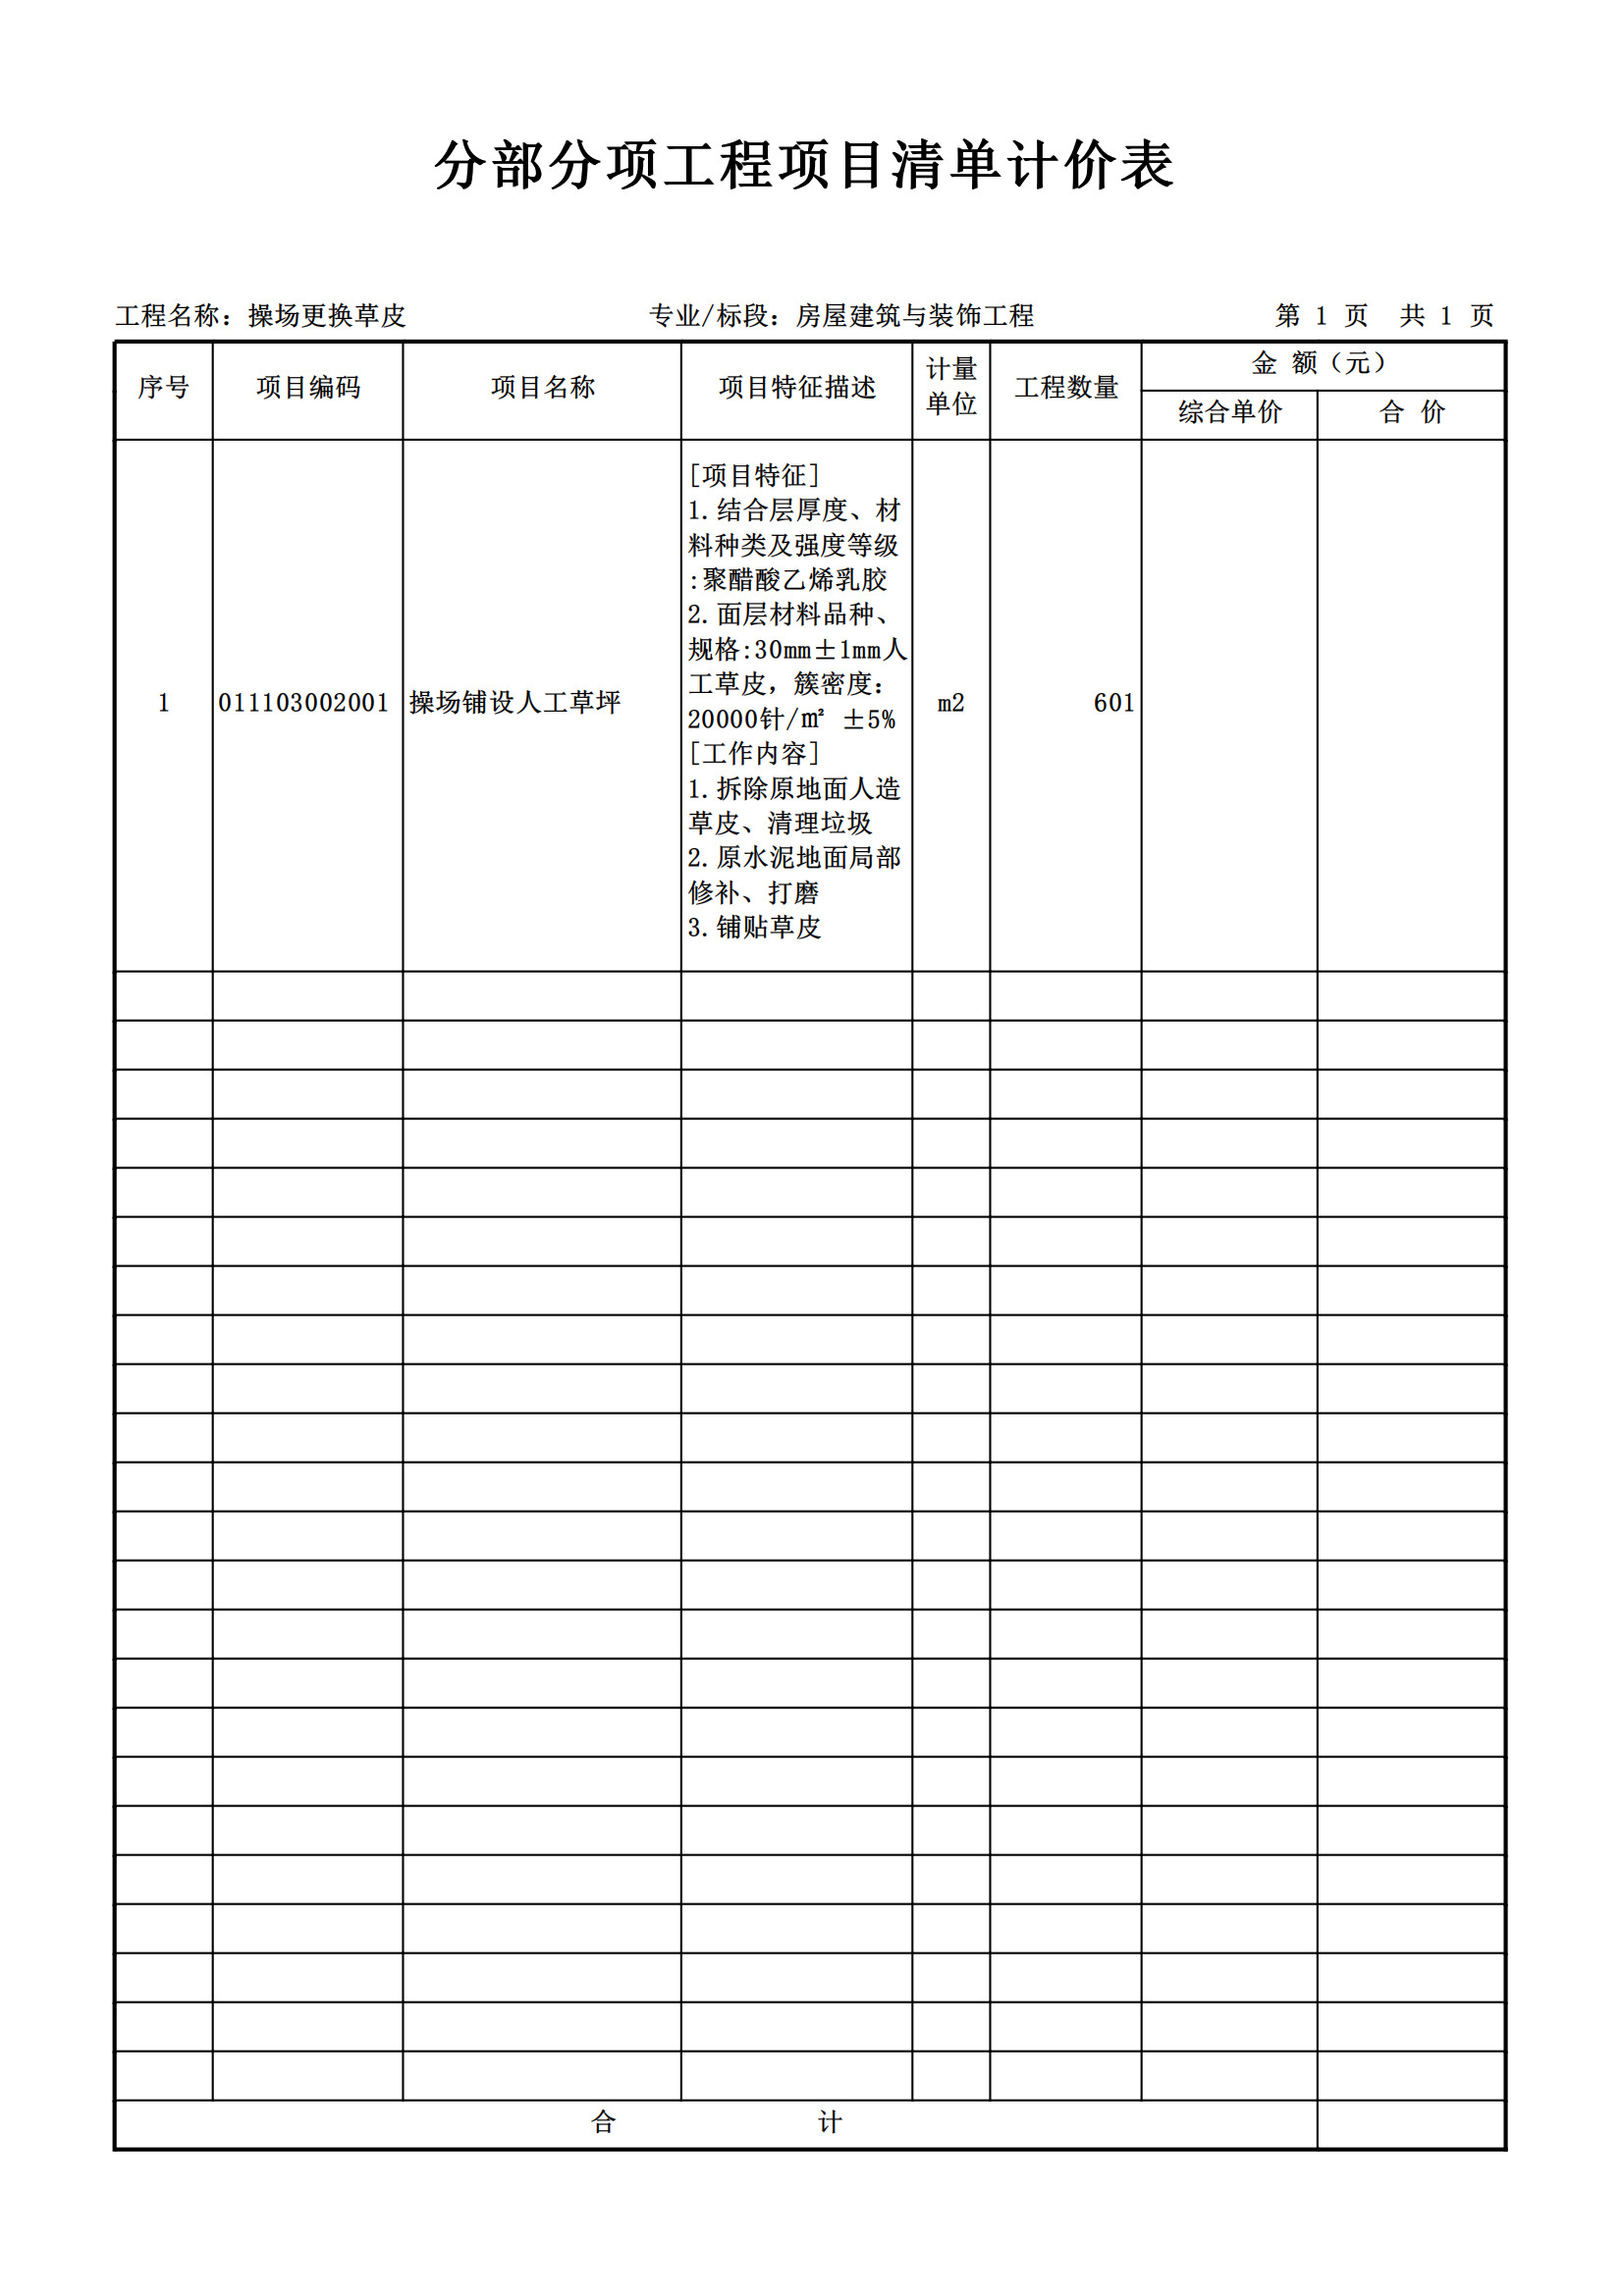 分部分项工程项目清单计价表
工程名称：操场更换草皮 专业/标段：房屋建筑与装饰工程 第 1 页 共 1 页
序号 项目编码 项目名称 项目特征描述 计量单位 工程数量 金 额（元）
综合单价 合 价
1 011103002001 操场铺设人工草坪
[项目特征]
1.结合层厚度、材
料种类及强度等级
:聚醋酸乙烯乳胶
2.面层材料品种、
规格:30mm±1mm人
工草皮，簇密度：
20000针/㎡ ±5%
[工作内容]
1.拆除原地面人造
草皮、清理垃圾
2.原水泥地面局部
修补、打磨
3.铺贴草皮
m2 601
合 计